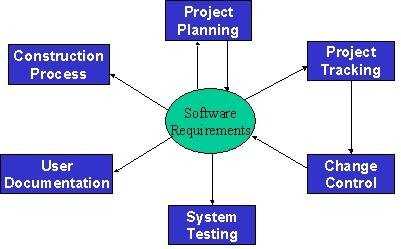 Project
Planning
Construction
Process
Project
Tracking
Software
Requirements
User
Documentation
Change
Control
System
Testing